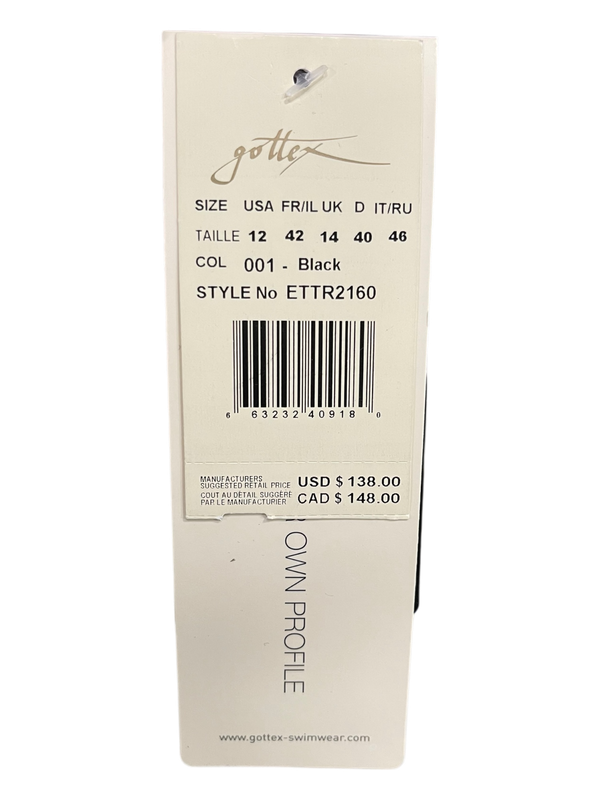 gottex
SIZE USA FR/IL UK D IT/RU
TAILLE 12 42 14 40 46
COL 001 - Black
STYLE No ETTR2160
6 63232 40918 0
MANUFACTURERS
SUGGESTED RETAIL PRICE USD $ 138.00
COUT AU DÉTAIL SUGGÉRÉ
PAR LE MANUFACTURIER CAD $ 148.00
R OWN PROFILE
www.gottex-swimwear.com